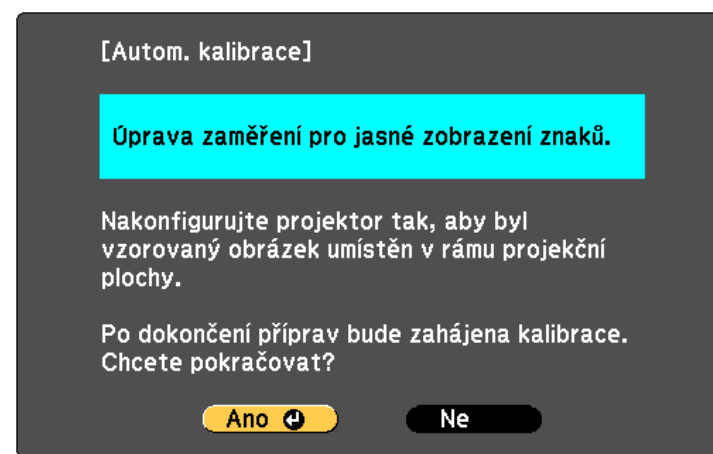 [Autom. kalibrace]
Úprava zaměření pro jasné zobrazení znaků.
Nakonfigurujte projektor tak, aby byl
vzorovaný obrázek umístěn v rámu projekční
plochy.
Po dokončení příprav bude zahájena kalibrace.
Chcete pokračovat?
Ano
Ne